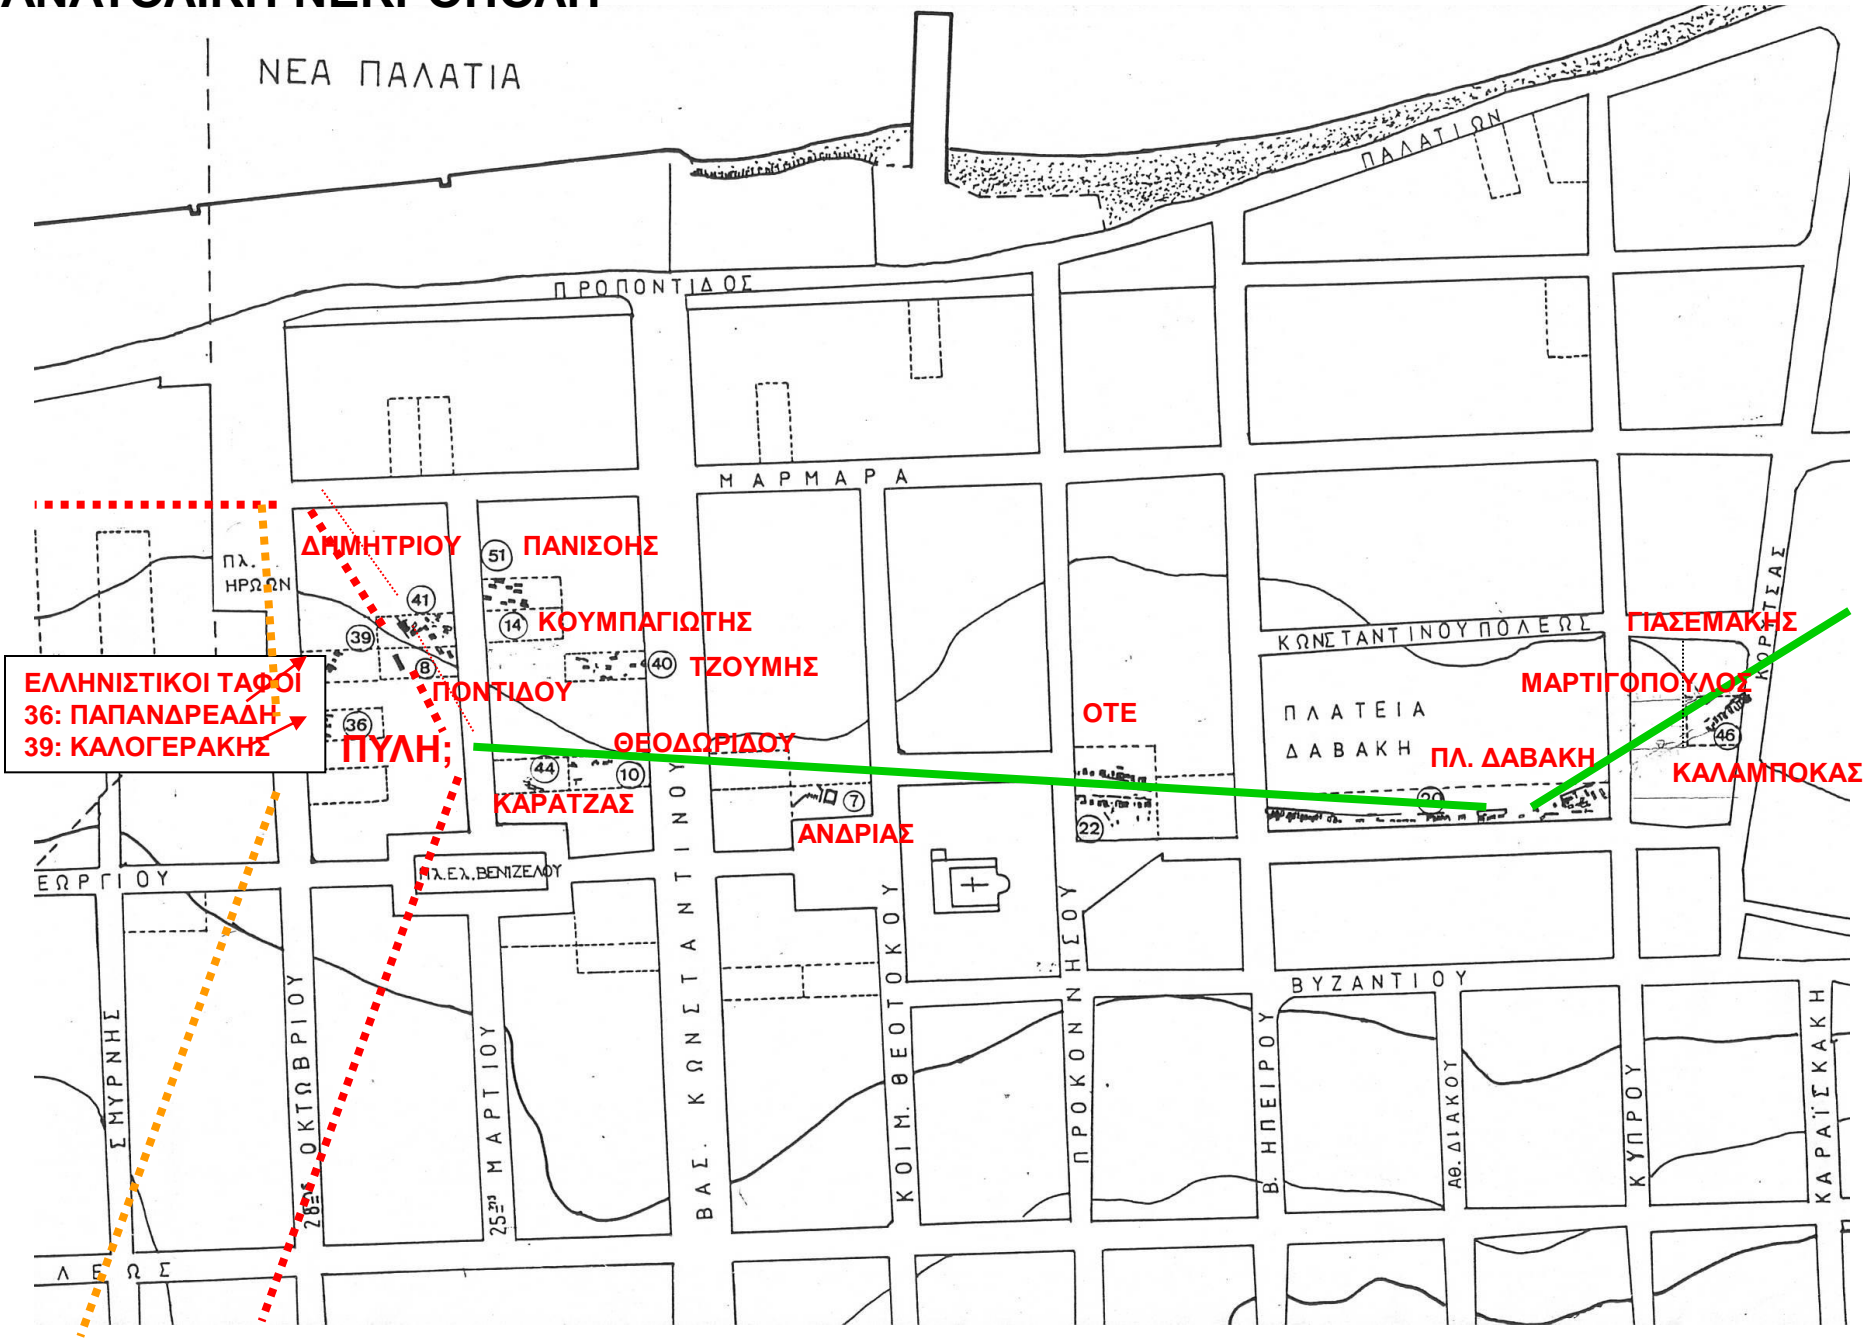 ΑΝΑΤΟΛΙΚΗ ΝΕΚΡΟΠΟΛΗ
ΝΕΑ ΠΑΛΑΤΙΑ
ΠΑΛΑΤΙΩΝ
ΠΡΟΠΟΝΤΙΔΟΣ
ΜΑΡΜΑΡΑ
Πλ.
ΗΡΩΩΝ
ΔΗΜΗΤΡΙΟΥ
51
ΠΑΝΙΣΟΗΣ
41
14
ΚΟΥΜΠΑΓΙΩΤΗΣ
39
8
40
ΤΖΟΥΜΗΣ
ΠΟΝΤΙΔΟΥ
ΕΛΛΗΝΙΣΤΙΚΟΙ ΤΑΦΟΙ
36: ΠΑΠΑΝΔΡΕΑΔΗ
39: ΚΑΛΟΓΕΡΑΚΗΣ
36
ΠΥΛΗ;
ΘΕΟΔΩΡΙΔΟΥ
44
10
ΚΑΡΑΤΖΑΣ
7
ΑΝΔΡΙΑΣ
ΟΤΕ
22
ΚΩΝΣΤΑΝΤΙΝΟΥΠΟΛΕΩΣ
ΠΛΑΤΕΙΑ
ΔΑΒΑΚΗ
ΠΛ. ΔΑΒΑΚΗ
20
ΓΙΑΣΕΜΑΚΗΣ
ΜΑΡΤΙΓΟΠΟΥΛΟΣ
46
ΚΑΛΑΜΠΟΚΑΣ
ΚΟΡΥΤΣΑΣ
ΕΩΡΓΙΟΥ
Πλ.Ελ.ΒΕΝΙΖΕΛΟΥ
ΒΥΖΑΝΤΙΟΥ
ΣΜΥΡΝΗΣ
28ης ΟΚΤΩΒΡΙΟΥ
25ης ΜΑΡΤΙΟΥ
ΒΑΣ. ΚΩΝΣΤΑΝΤΙΝΟΥ
ΚΟΙΜ. ΘΕΟΤΟΚΟΥ
ΠΡΟΚΟΝΝΗΣΟΥ
Β. ΗΠΕΙΡΟΥ
ΑΘ. ΔΙΑΚΟΥ
ΚΥΠΡΟΥ
ΚΑΡΑΪΣΚΑΚΗ
ΛΕΩΣ